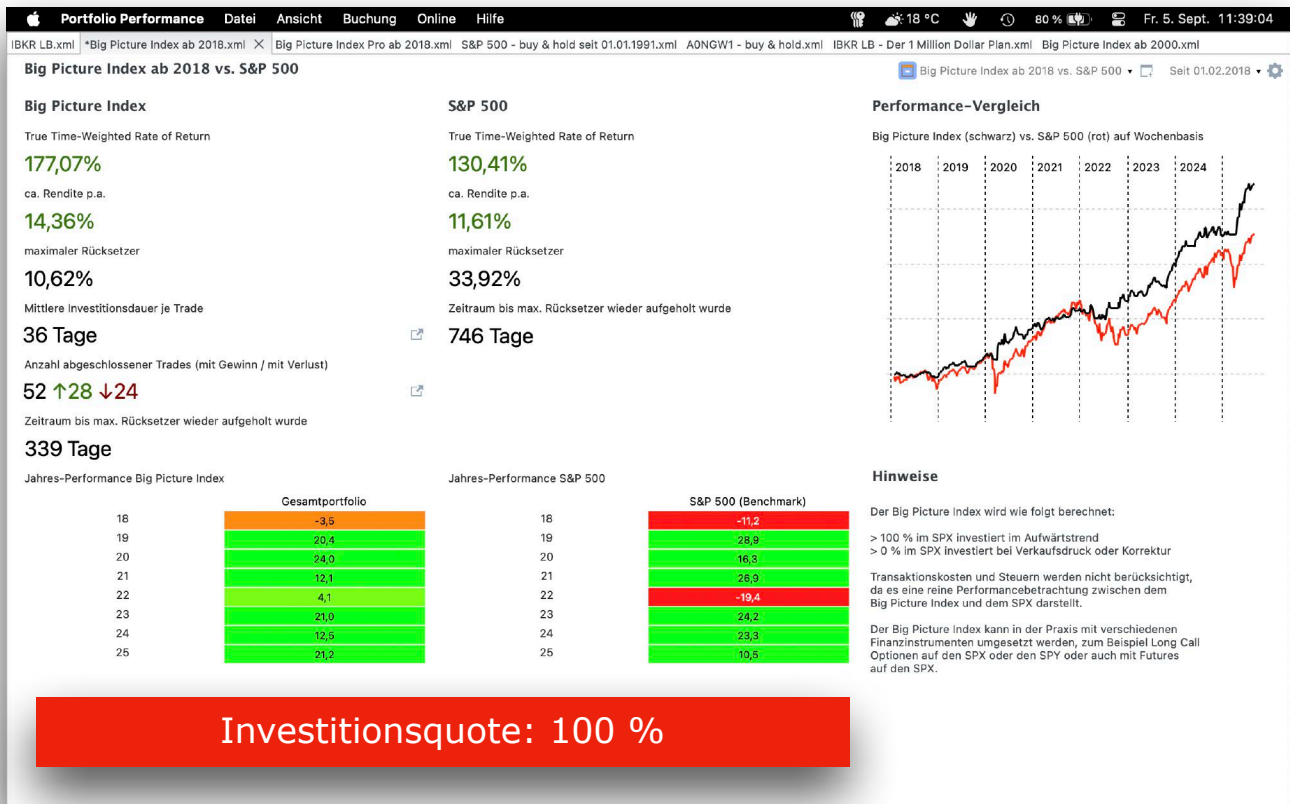 Portfolio Performance Datei Ansicht Buchung Online Hilfe 18 °C 80 % Fr. 5. Sept. 11:39:04
IBKR LB.xml *Big Picture Index ab 2018.xml Big Picture Index Pro ab 2018.xml S&P 500 - buy & hold seit 01.01.1991.xml A0NGW1 - buy & hold.xml IBKR LB - Der 1 Million Dollar Plan.xml Big Picture Index ab 2000.xml
Big Picture Index ab 2018 vs. S&P 500
Big Picture Index ab 2018 vs. S&P 500 Seit 01.02.2018
Big Picture Index
True Time-Weighted Rate of Return
177,07%
ca. Rendite p.a.
14,36%
maximaler Rücksetzer
10,62%
Mittlere Investitionsdauer je Trade
36 Tage
Anzahl abgeschlossener Trades (mit Gewinn / mit Verlust)
52 ↑28 ↓24
Zeitraum bis max. Rücksetzer wieder aufgeholt wurde
339 Tage
S&P 500
True Time-Weighted Rate of Return
130,41%
ca. Rendite p.a.
11,61%
maximaler Rücksetzer
33,92%
Zeitraum bis max. Rücksetzer wieder aufgeholt wurde
746 Tage
Performance-Vergleich
Big Picture Index (schwarz) vs. S&P 500 (rot) auf Wochenbasis
2018 2019 2020 2021 2022 2023 2024
Jahres-Performance Big Picture Index
Gesamtportfolio
18 -3,5
19 20,4
20 24,0
21 12,1
22 4,1
23 21,0
24 12,5
25 21,2
Jahres-Performance S&P 500
S&P 500 (Benchmark)
18 -11,2
19 28,9
20 16,3
21 26,9
22 -19,4
23 24,2
24 23,3
25 10,5
Hinweise
Der Big Picture Index wird wie folgt berechnet:
> 100 % im SPX investiert im Aufwärtstrend
> 0 % im SPX investiert bei Verkaufsdruck oder Korrektur
Transaktionskosten und Steuern werden nicht berücksichtigt,
da es eine reine Performancebetrachtung zwischen dem
Big Picture Index und dem SPX darstellt.
Der Big Picture Index kann in der Praxis mit verschiedenen
Finanzinstrumenten umgesetzt werden, zum Beispiel Long Call
Optionen auf den SPX oder den SPY oder auch mit Futures
auf den SPX.
Investitionsquote: 100 %